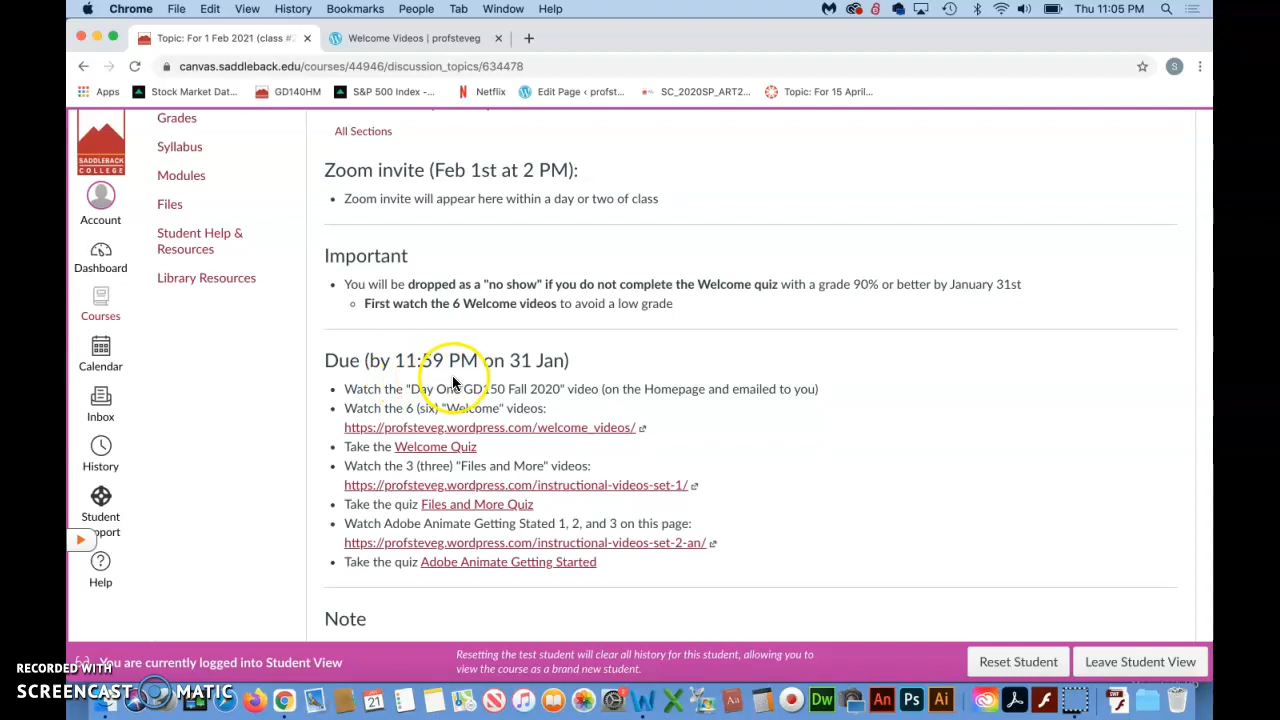 Chrome File Edit View History Bookmarks People Tab Window Help Thu 11:05 PM
Topic: For 1 Feb 2021 (class #2 Welcome Videos | profsteveg
canvas.saddleback.edu/courses/44946/discussion_topics/634478 S
Apps Stock Market Dat... GD140HM S&P 500 Index -... Netflix Edit Page ‹ profst... SC_2020SP_ART2... Topic: For 15 April...
SADDLEBACK
COLLEGE
Account
Dashboard
Courses
Calendar
Inbox
History
Student
pport
Help
Grades
Syllabus
Modules
Files
Student Help &
Resources
Library Resources
All Sections
Zoom invite (Feb 1st at 2 PM):
• Zoom invite will appear here within a day or two of class
Important
• You will be dropped as a "no show" if you do not complete the Welcome quiz with a grade 90% or better by January 31st
First watch the 6 Welcome videos to avoid a low grade
Due (by 11:59 PM on 31 Jan)
• Watch the "Day One GD150 Fall 2020" video (on the Homepage and emailed to you)
• Watch the 6 (six) "Welcome" videos:
https://profsteveg.wordpress.com/welcome_videos/
• Take the Welcome Quiz
• Watch the 3 (three) "Files and More" videos:
https://profsteveg.wordpress.com/instructional-videos-set-1/
• Take the quiz Files and More Quiz
• Watch Adobe Animate Getting Stated 1, 2, and 3 on this page:
https://profsteveg.wordpress.com/instructional-videos-set-2-an/
• Take the quiz Adobe Animate Getting Started
Note
You are currently logged into Student View
Resetting the test student will clear all history for this student, allowing you to
view the course as a brand new student.
Reset Student Leave Student View
RECORDED WITH
SCREENCAST MATIC
21 Dw An Ps Ai